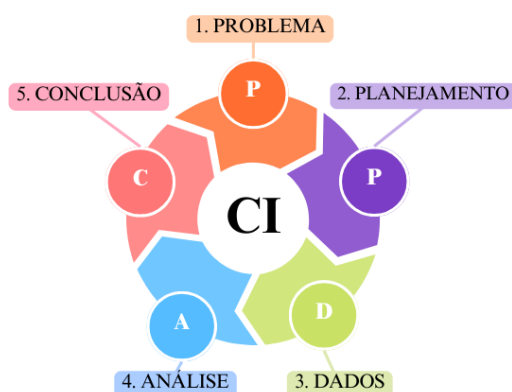 1. PROBLEMA
P
5. CONCLUSÃO
2. PLANEJAMENTO
C
P
CI
A
D
4. ANÁLISE
3. DADOS